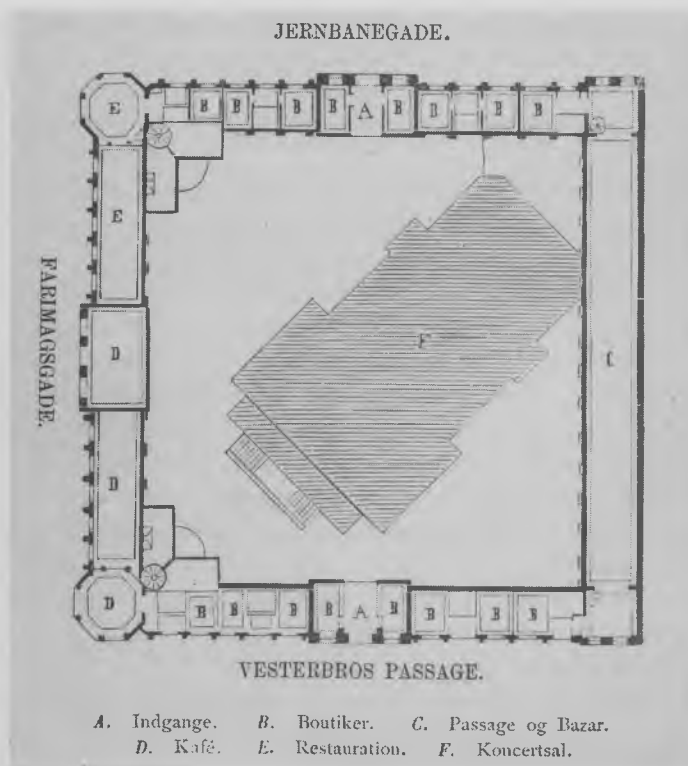 JERNBANEGADE.
E B B B B A B B B B
E
FARIMAGSGADE.
F
D
C
D
D B B B B A B B B B
VESTERBROS PASSAGE.
A. Indgange. B. Boutiker. C. Passage og Bazar.
D. Kafé. E. Restauration. F. Koncertsal.